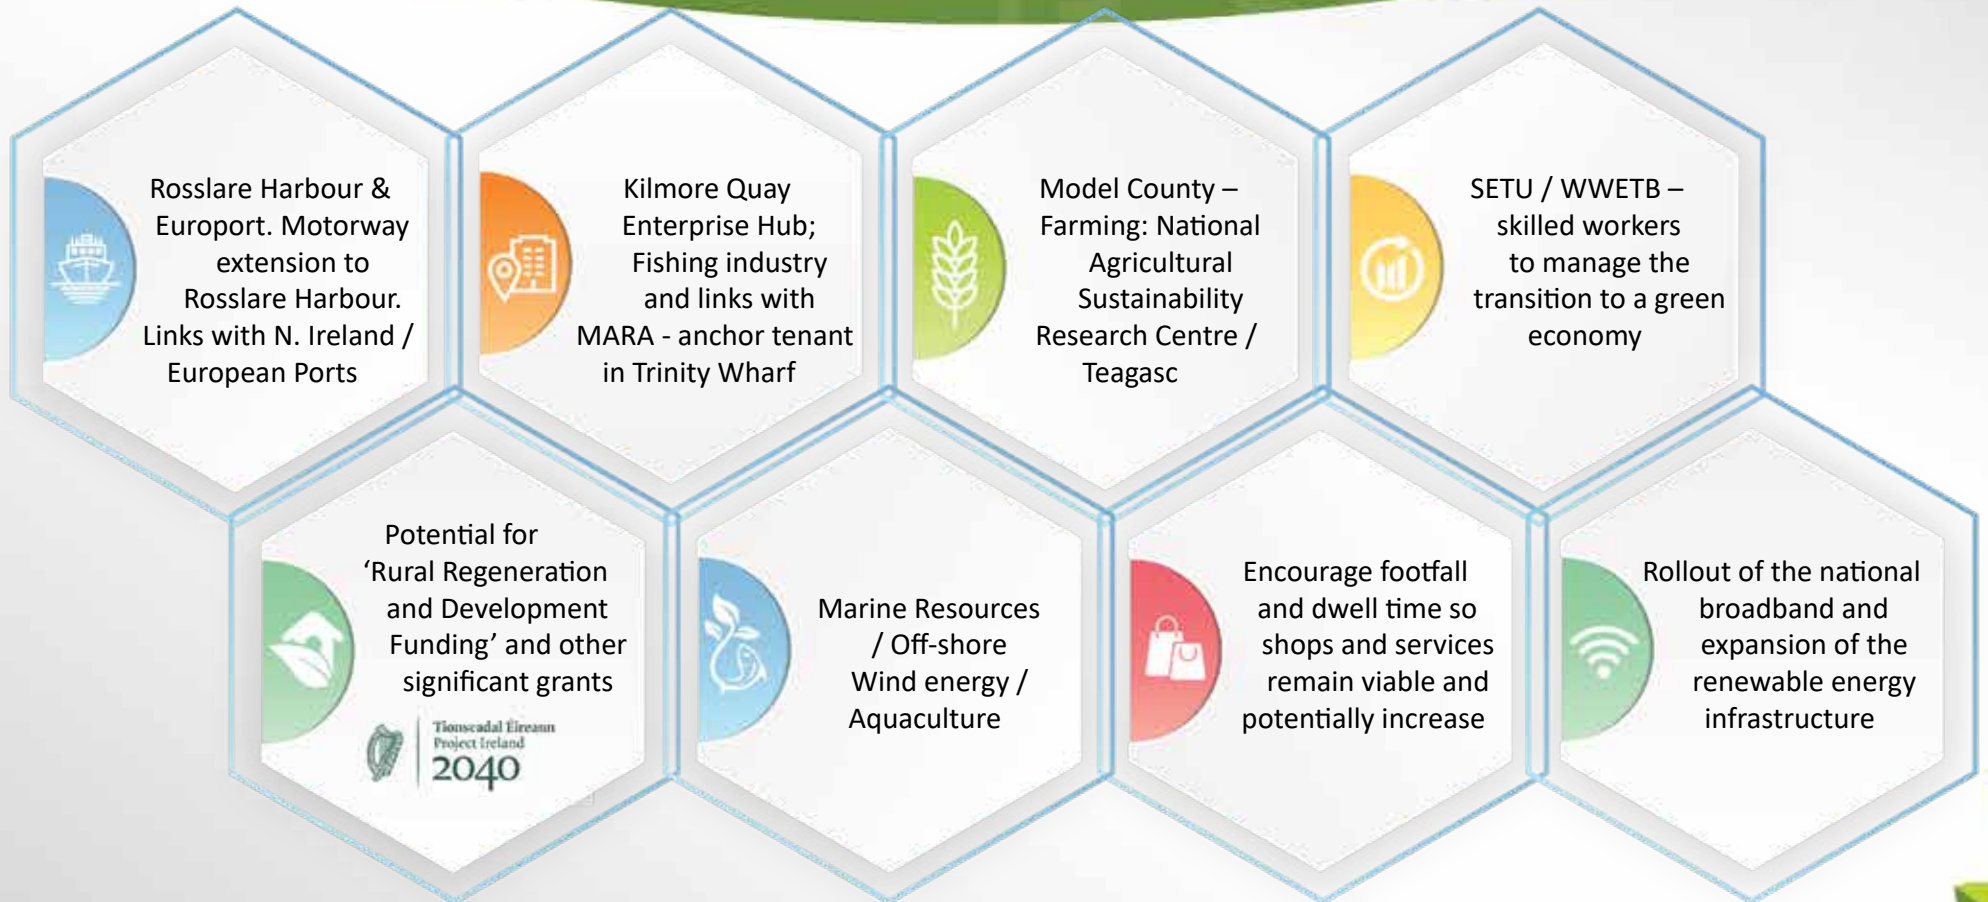 Rosslare Harbour &
Europort. Motorway
extension to
Rosslare Harbour.
Links with N. Ireland /
European Ports
Kilmore Quay
Enterprise Hub;
Fishing industry
and links with
MARA - anchor tenant
in Trinity Wharf
Model County –
Farming: National
Agricultural
Sustainability
Research Centre /
Teagasc
SETU / WWETB –
skilled workers
to manage the
transition to a green
economy
Potential for
‘Rural Regeneration
and Development
Funding’ and other
significant grants
Tionscadal Éireann
Project Ireland
2040
Marine Resources
/ Off-shore
Wind energy /
Aquaculture
Encourage footfall
and dwell time so
shops and services
remain viable and
potentially increase
Rollout of the national
broadband and
expansion of the
renewable energy
infrastructure